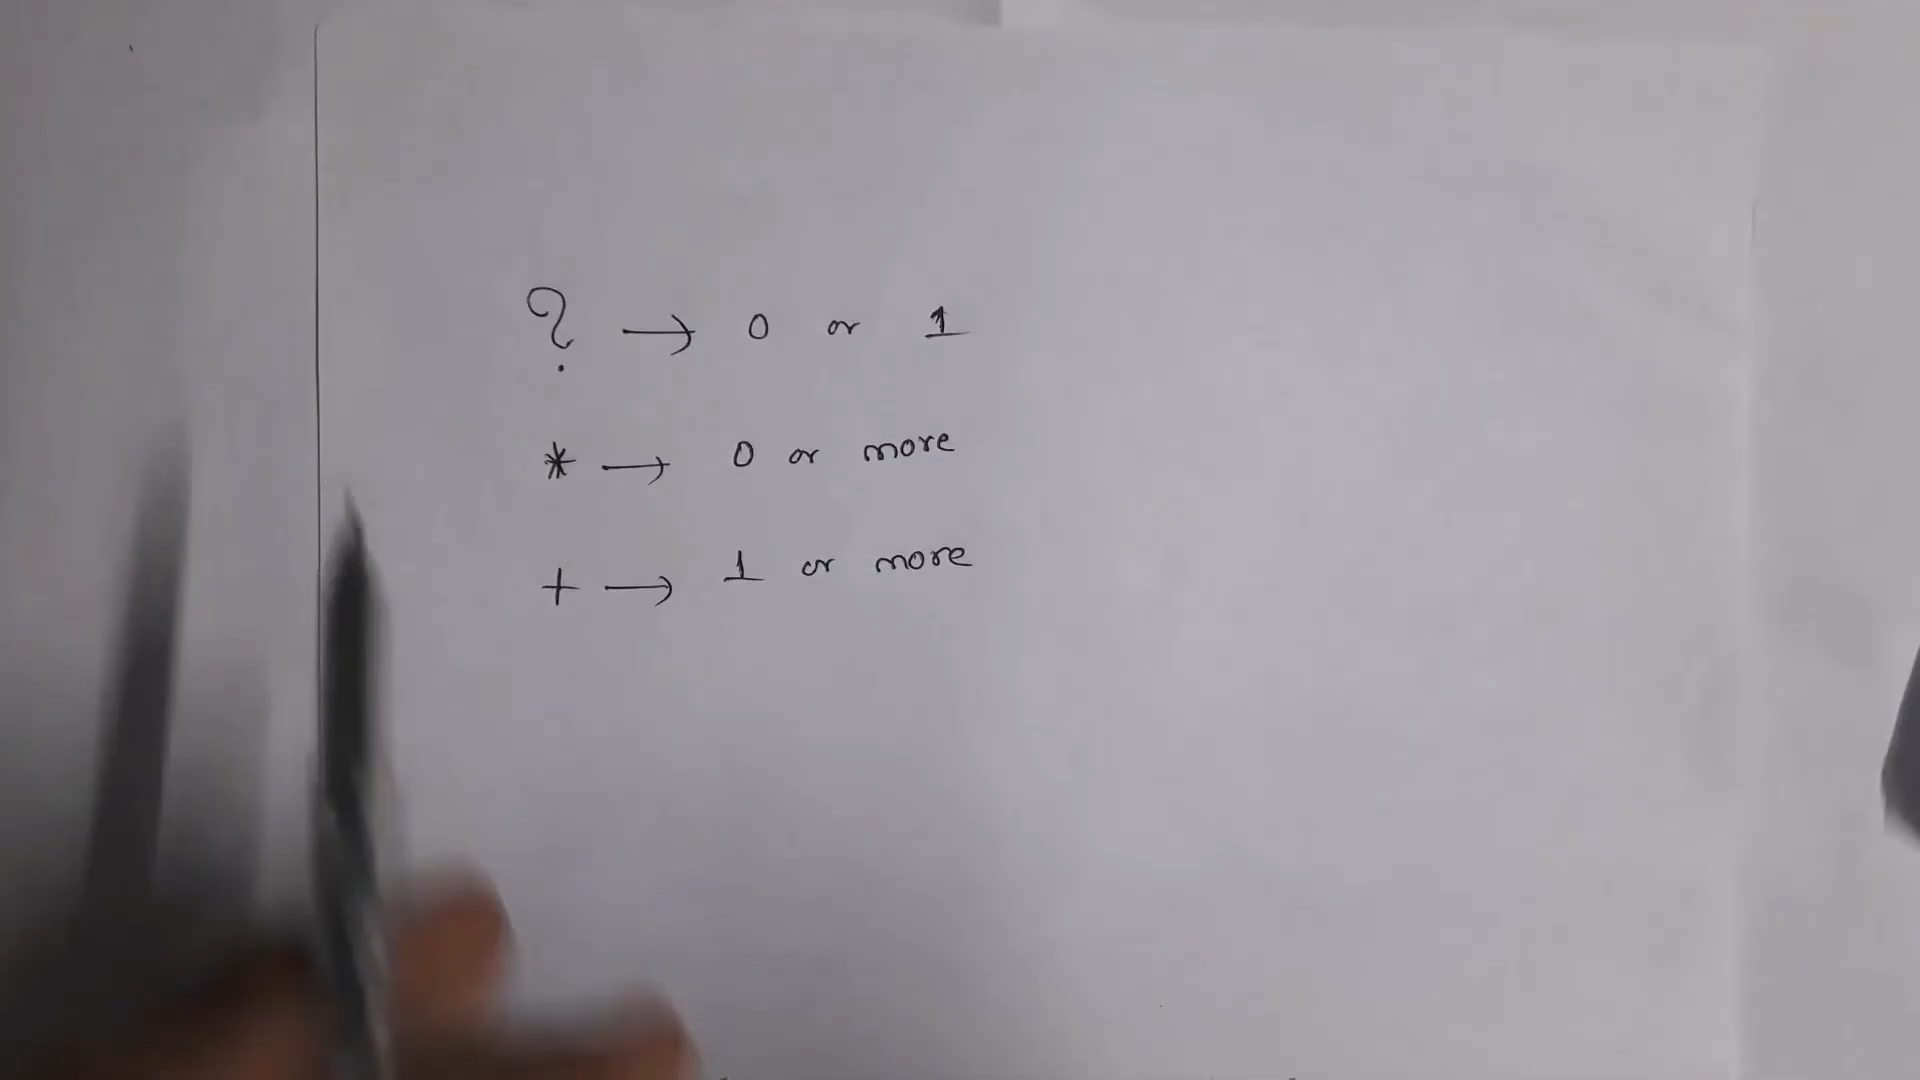 ? → 0 or 1
* → 0 or more
+ → 1 or more